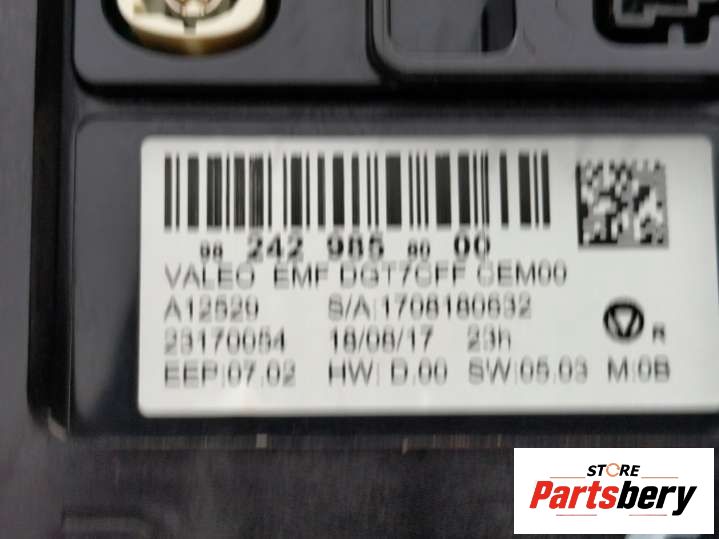 98 242 985 80 00
VALEO EMF DGT7CFF CEM00
A12529 S/A:1708180632
23170054 18/08/17 23h
EEP:07.02 HW: D.00 SW:05.03 M:0B
R
STORE
Partsbery